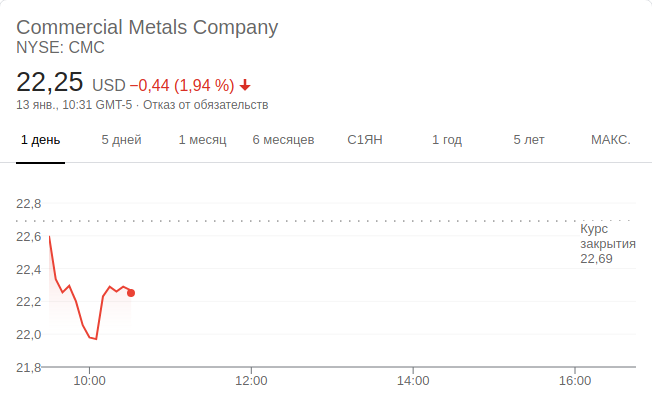 Commercial Metals Company
NYSE: CMC
22,25 USD −0,44 (1,94 %)
13 янв., 10:31 GMT-5 · Отказ от обязательств
1 день 5 дней 1 месяц 6 месяцев С1ЯН 1 год 5 лет МАКС.
22,8
Курс
22,6
закрытия
22,69
22,4
22,2
22,0
21,8
10:00 12:00 14:00 16:00